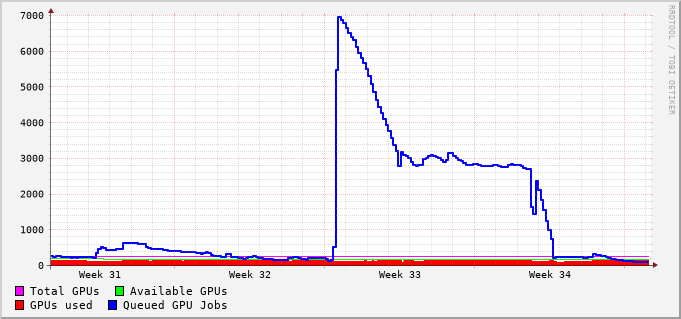 7000
6000
5000
4000
3000
2000
1000
0
Week 31 Week 32 Week 33 Week 34
Total GPUs Available GPUs
GPUs used Queued GPU Jobs
RRDTOOL / TOBI OETIKER